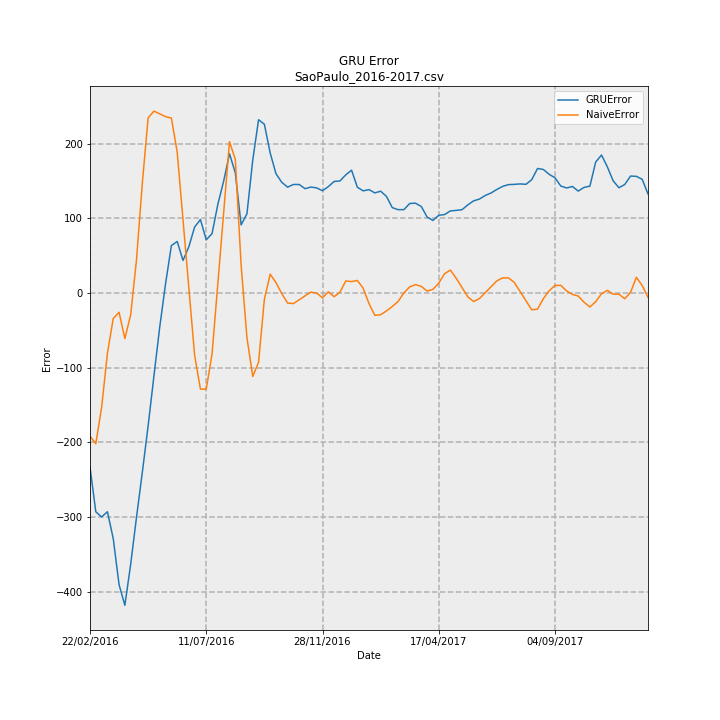 GRU Error
SaoPaulo_2016-2017.csv
GRUError
NaiveError
200
100
0
−100
−200
−300
−400
Error
22/02/2016
11/07/2016
28/11/2016
17/04/2017
04/09/2017
Date